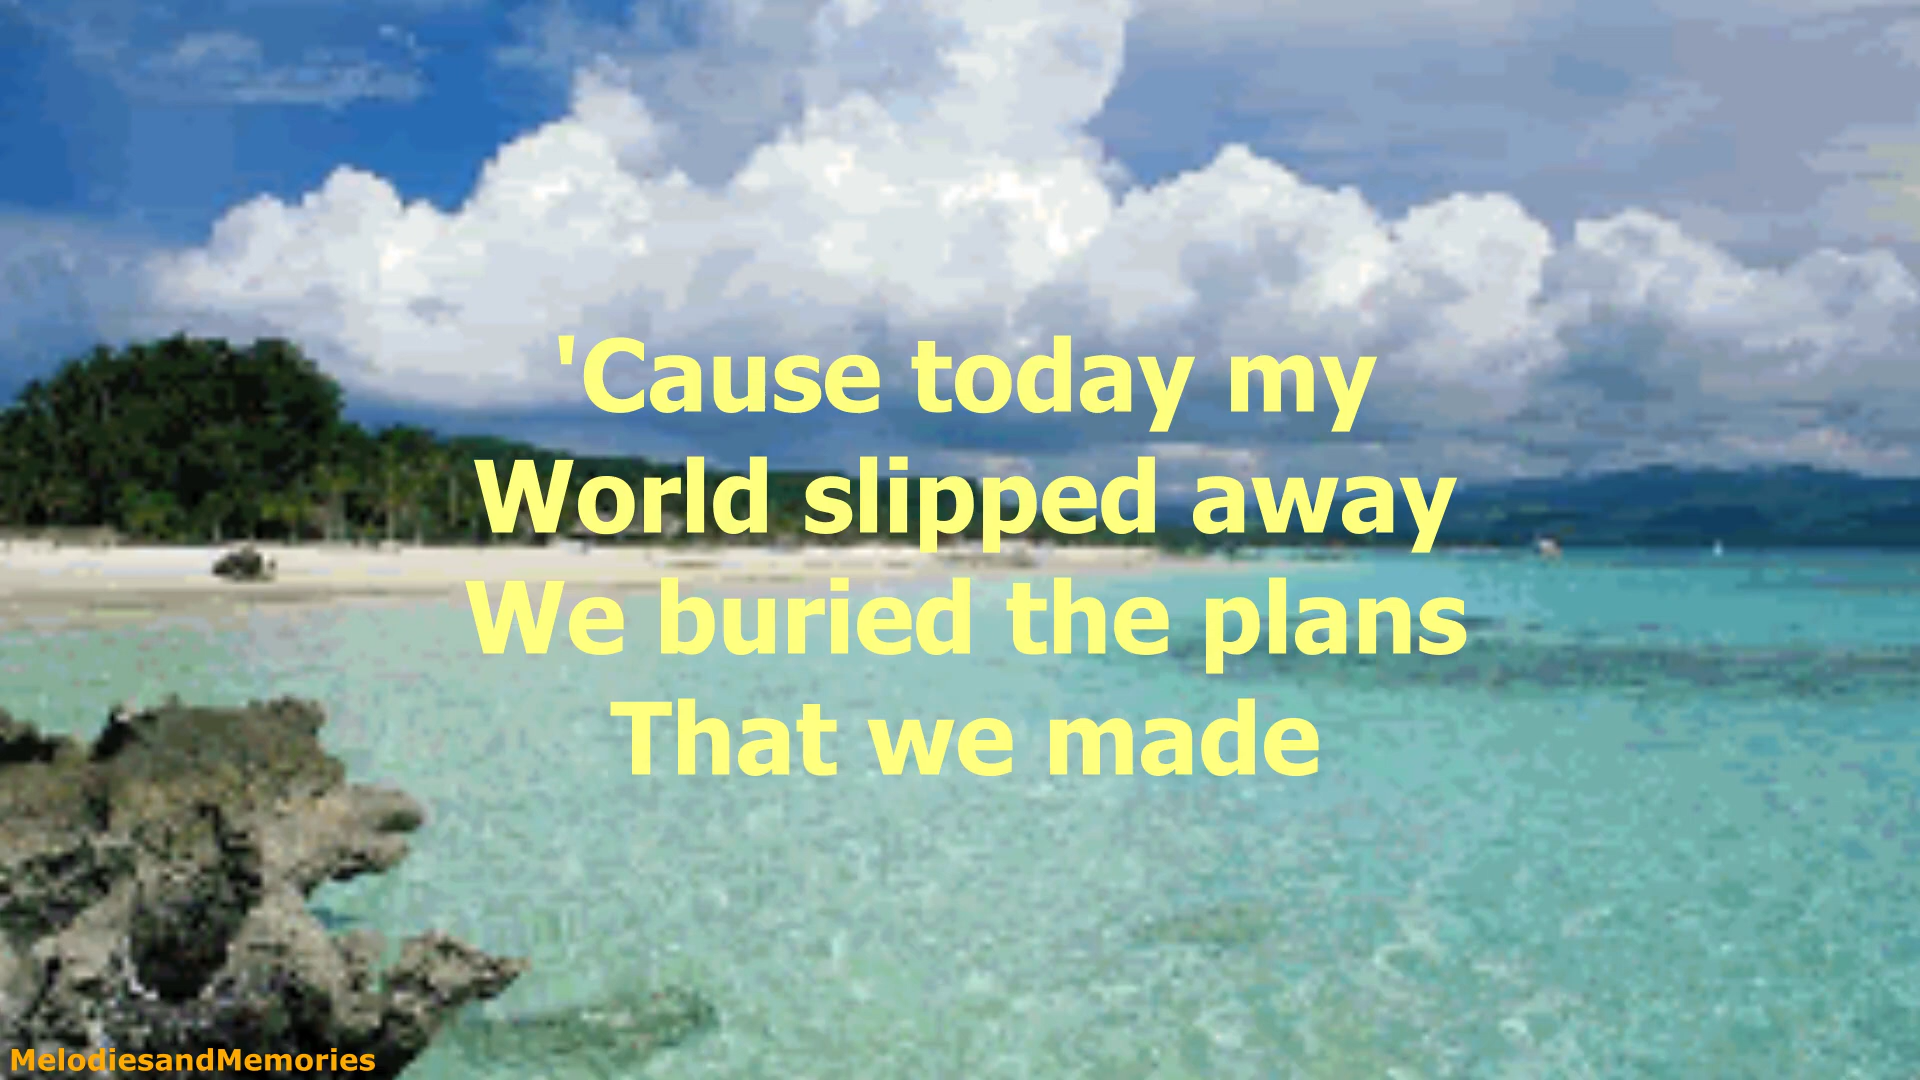 'Cause today my
World slipped away
We buried the plans
That we made
MelodiesandMemories